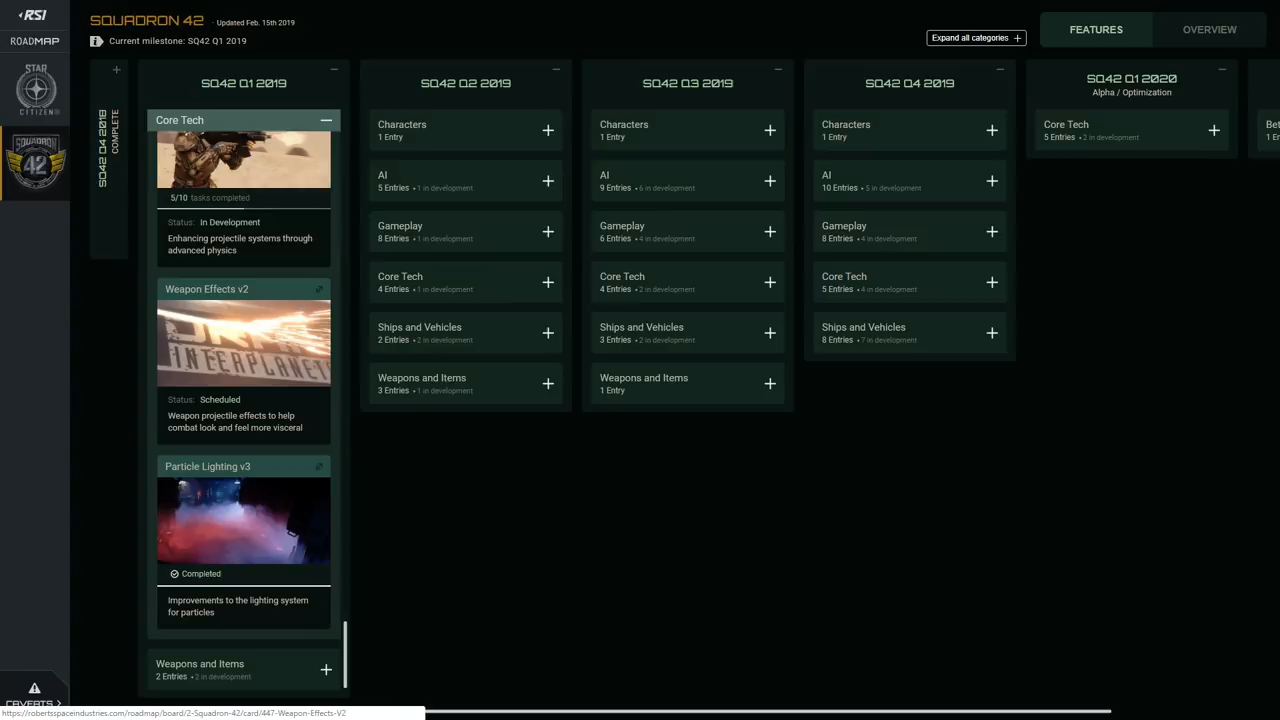 RSI
ROADMAP
STAR
CITIZEN
SQUADRON
42
CAVEATS
SQUADRON 42 - Updated Feb. 15th 2019
Current milestone: SQ42 Q1 2019
Expand all categories
FEATURES
OVERVIEW
SQ42 Q4 2018
COMPLETE
SQ42 Q1 2019
Core Tech
5/10 tasks completed
Status: In Development
Enhancing projectile systems through
advanced physics
Weapon Effects v2
INTERPLANET
Status: Scheduled
Weapon projectile effects to help
combat look and feel more visceral
Particle Lighting v3
Completed
Improvements to the lighting system
for particles
Weapons and Items
2 Entries • 2 in development
SQ42 Q2 2019
Characters
1 Entry
AI
5 Entries • 1 in development
Gameplay
8 Entries • 1 in development
Core Tech
4 Entries • 1 in development
Ships and Vehicles
2 Entries • 2 in development
Weapons and Items
3 Entries • 1 in development
SQ42 Q3 2019
Characters
1 Entry
AI
9 Entries • 6 in development
Gameplay
6 Entries • 4 in development
Core Tech
4 Entries • 2 in development
Ships and Vehicles
3 Entries • 2 in development
Weapons and Items
1 Entry
SQ42 Q4 2019
Characters
1 Entry
AI
10 Entries • 5 in development
Gameplay
8 Entries • 4 in development
Core Tech
5 Entries • 4 in development
Ships and Vehicles
8 Entries • 7 in development
SQ42 Q1 2020
Alpha / Optimization
Core Tech
5 Entries • 2 in development
Bet
1 En
https://robertsspaceindustries.com/roadmap/board/2-Squadron-42/card/447-Weapon-Effects-V2